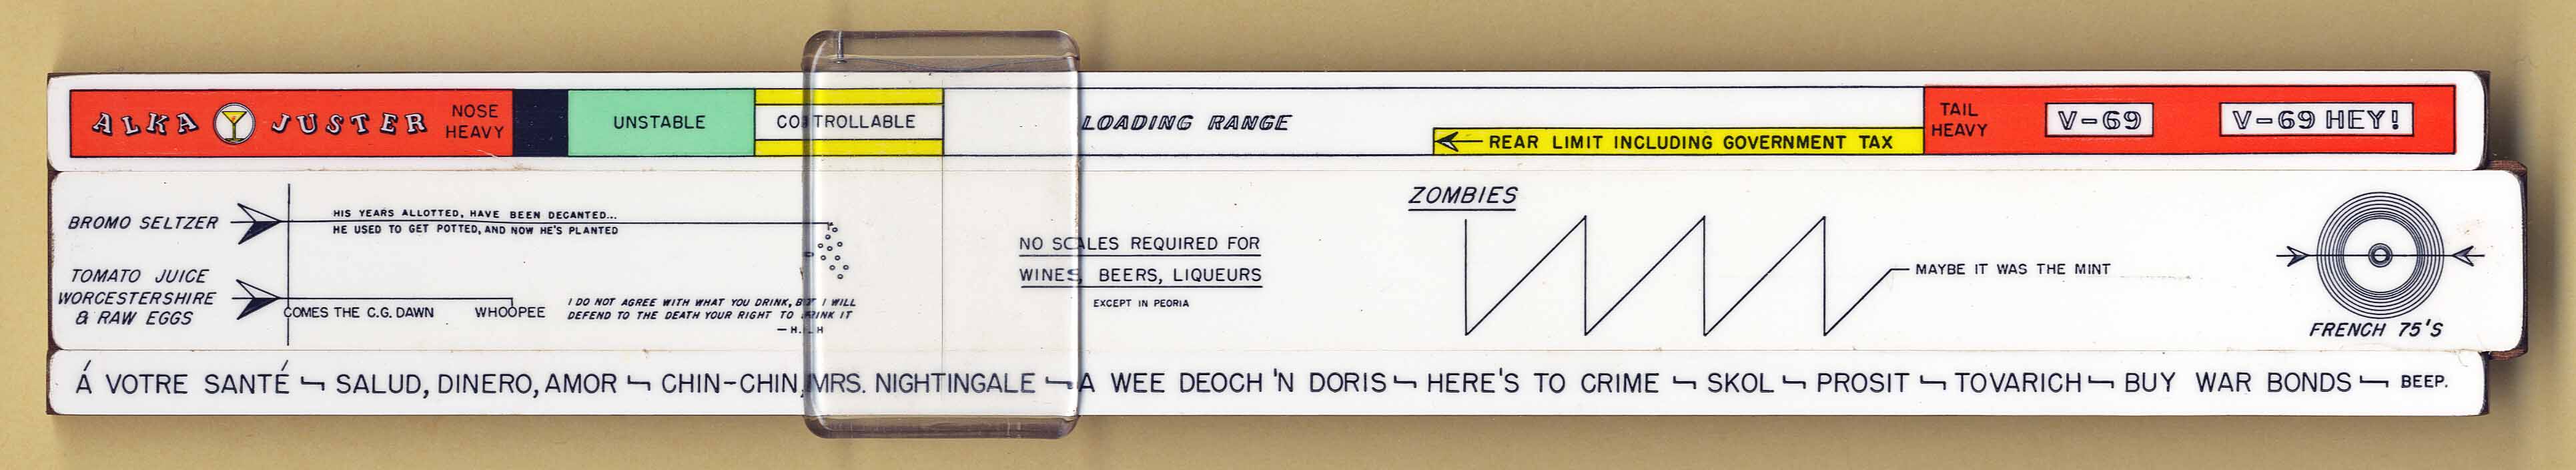 ALKA JUSTER NOSE HEAVY UNSTABLE CONTROLLABLE LOADING RANGE REAR LIMIT INCLUDING GOVERNMENT TAX TAIL HEAVY V-69 V-69 HEY!
ZOMBIES
BROMO SELTZER
HIS YEARS ALLOTTED, HAVE BEEN DECANTED...
HE USED TO GET POTTED, AND NOW HE'S PLANTED
NO SCALES REQUIRED FOR
WINES, BEERS, LIQUEURS
EXCEPT IN PEORIA
MAYBE IT WAS THE MINT
TOMATO JUICE
WORCESTERSHIRE
& RAW EGGS
COMES THE C.G. DAWN WHOOPEE
I DO NOT AGREE WITH WHAT YOU DRINK, BUT I WILL
DEFEND TO THE DEATH YOUR RIGHT TO DRINK IT
FRENCH 75'S
Á VOTRE SANTÉ ~ SALUD, DINERO, AMOR ~ CHIN-CHIN, MRS. NIGHTINGALE ~ A WEE DEOCH 'N DORIS ~ HERE'S TO CRIME ~ SKOL ~ PROSIT ~ TOVARICH ~ BUY WAR BONDS ~ BEEP.